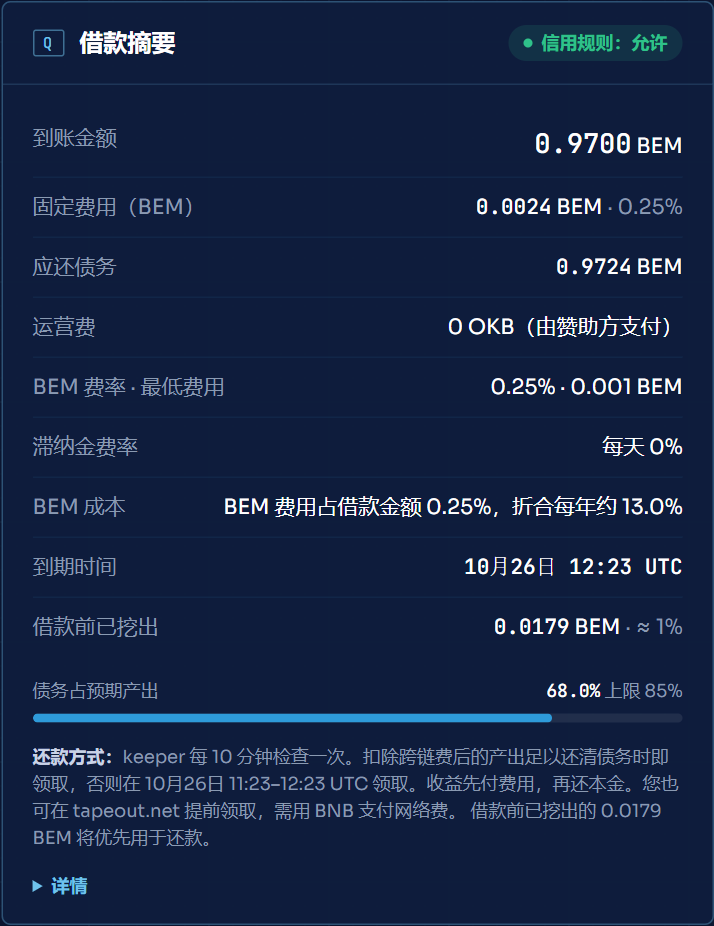 Q 借款摘要 信用规则：允许
到账金额 0.9700 BEM
固定费用（BEM） 0.0024 BEM · 0.25%
应还债务 0.9724 BEM
运营费 0 OKB（由赞助方支付）
BEM 费率 · 最低费用 0.25% · 0.001 BEM
滞纳金费率 每天 0%
BEM 成本 BEM 费用占借款金额 0.25%，折合每年约 13.0%
到期时间 10月26日 12:23 UTC
借款前已挖出 0.0179 BEM · ≈ 1%
债务占预期产出 68.0% 上限 85%
还款方式：keeper 每 10 分钟检查一次。扣除跨链费后的产出足以还清债务时即
领取，否则在 10月26日 11:23–12:23 UTC 领取。收益先付费用，再还本金。您也
可在 tapeout.net 提前领取，需用 BNB 支付网络费。 借款前已挖出的 0.0179
BEM 将优先用于还款。
▶ 详情